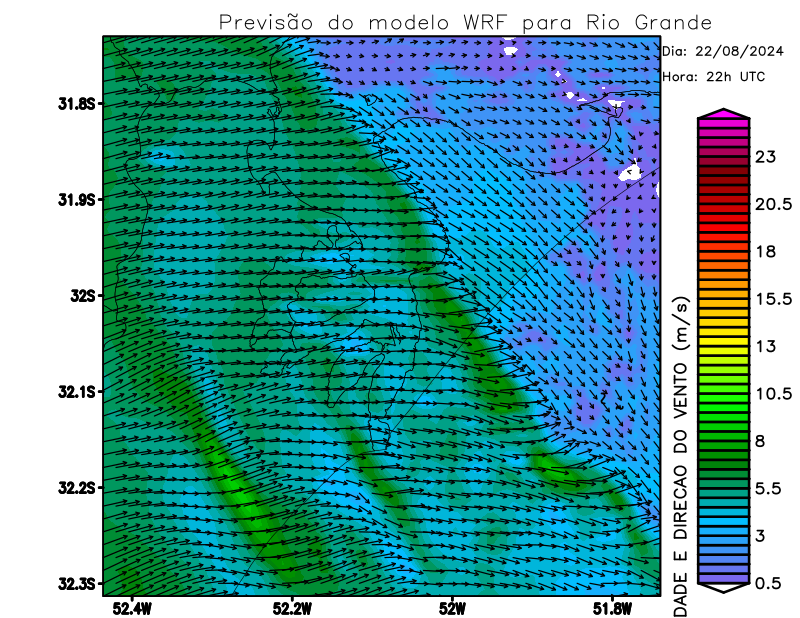 Previsão do modelo WRF para Rio Grande
Dia: 22/08/2024
Hora: 22h UTC
31.8S
31.9S
32S
32.1S
32.2S
32.3S
52.4W
52.2W
52W
51.8W
DADE E DIRECAO DO VENTO (m/s)
23
20.5
18
15.5
13
10.5
8
5.5
3
0.5